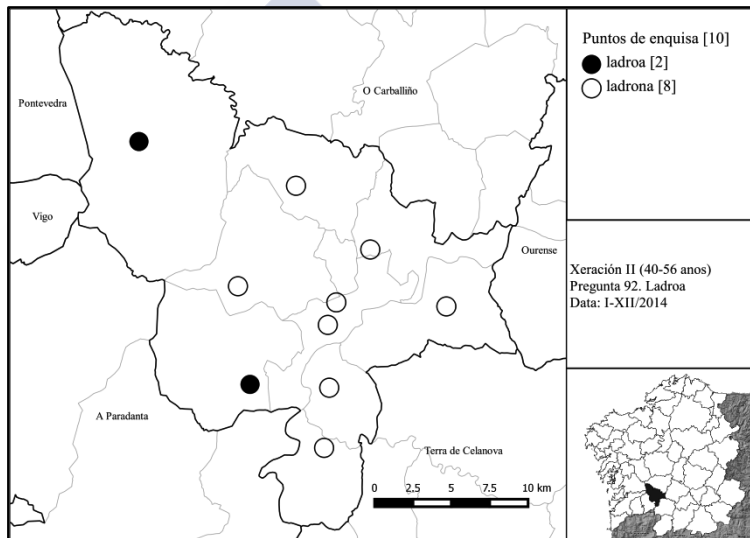 Pontevedra
O Carballiño
Vigo
Ourense
A Paradanta
Terra de Celanova
0 2,5 5 7,5 10 km
Puntos de enquisa [10]
ladroa [2]
ladrona [8]
Xeración II (40-56 anos)
Pregunta 92. Ladroa
Data: I-XII/2014